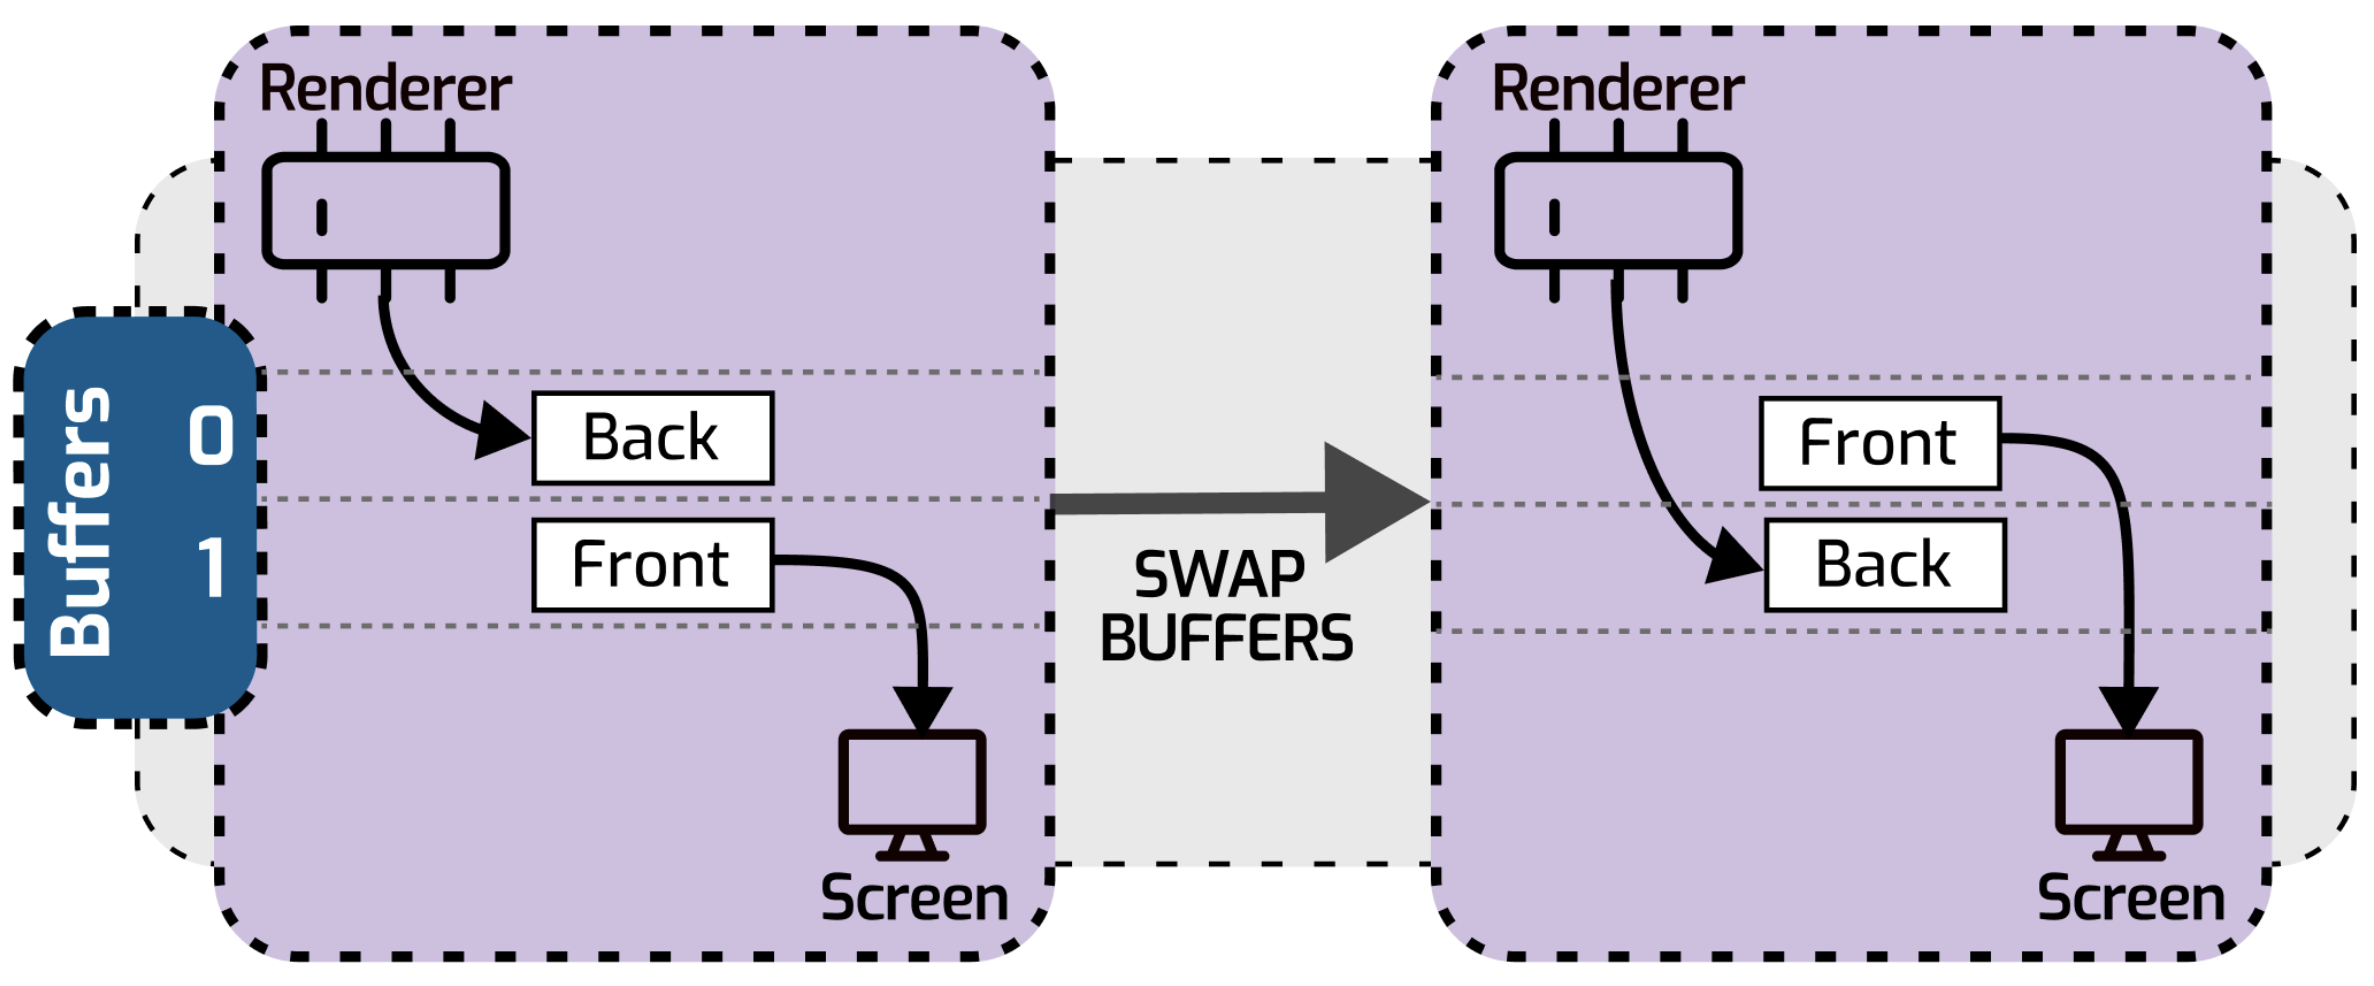 Renderer
Renderer
Buffers
0
1
Back
Front
SWAP
BUFFERS
Front
Back
Screen
Screen